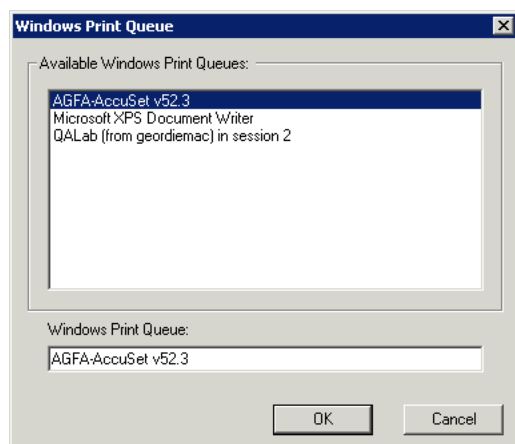 Windows Print Queue
Available Windows Print Queues:
AGFA-AccuSet v52.3
Microsoft XPS Document Writer
QALab (from geordiemac) in session 2
Windows Print Queue:
AGFA-AccuSet v52.3
OK
Cancel